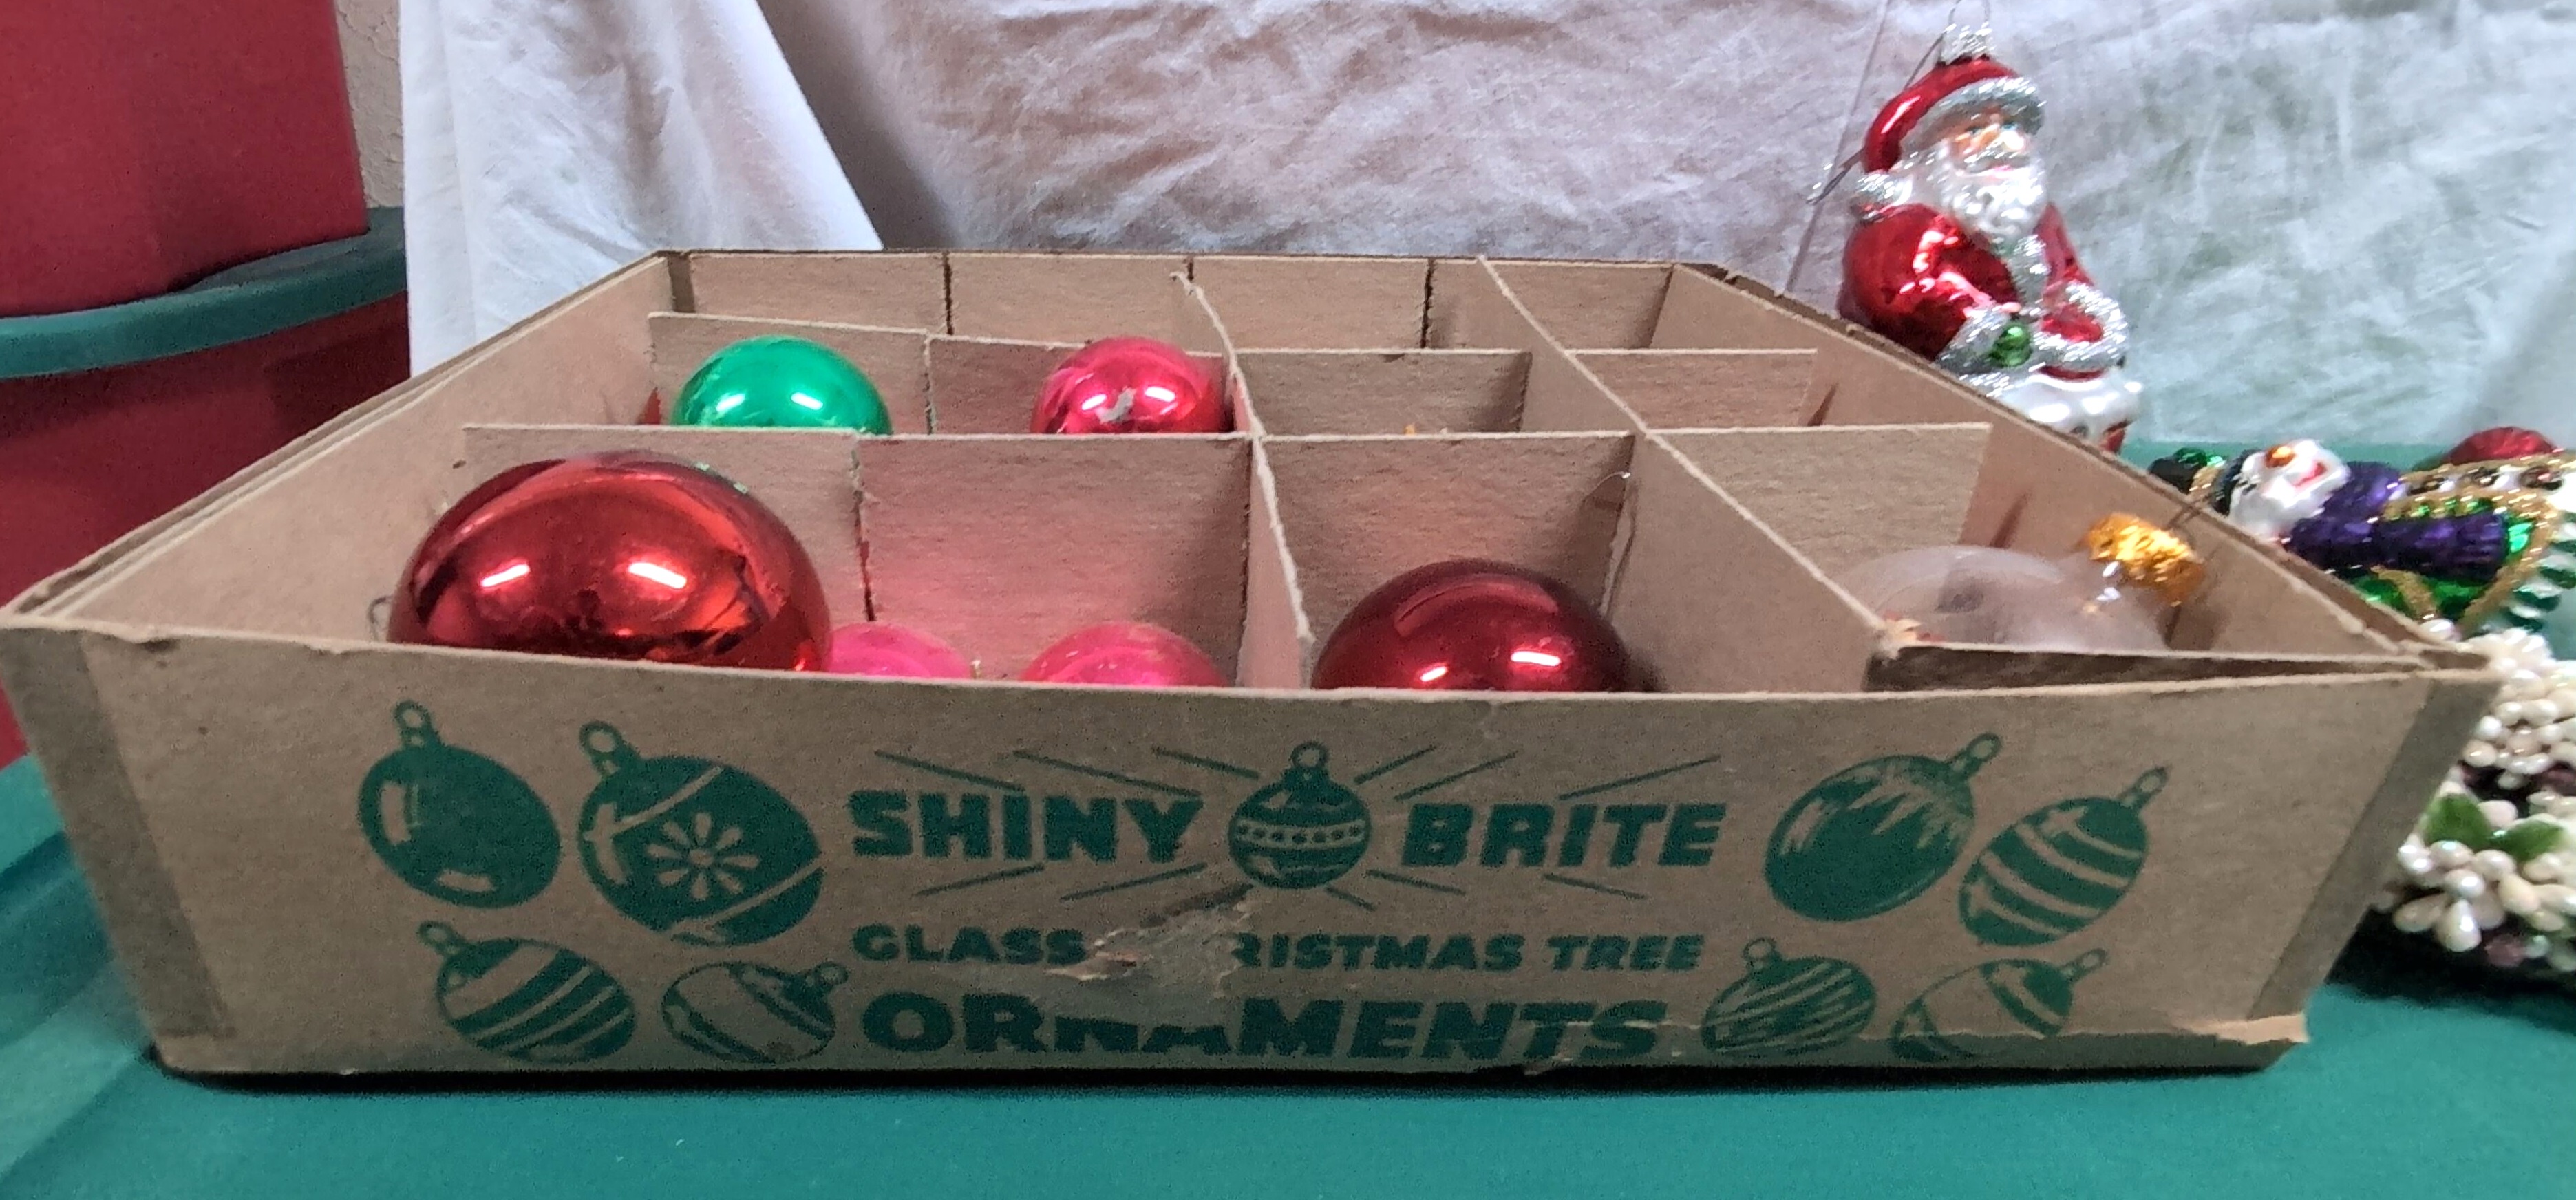 SHINY BRITE
GLASS RISTMAS TREE
ORNAMENTS